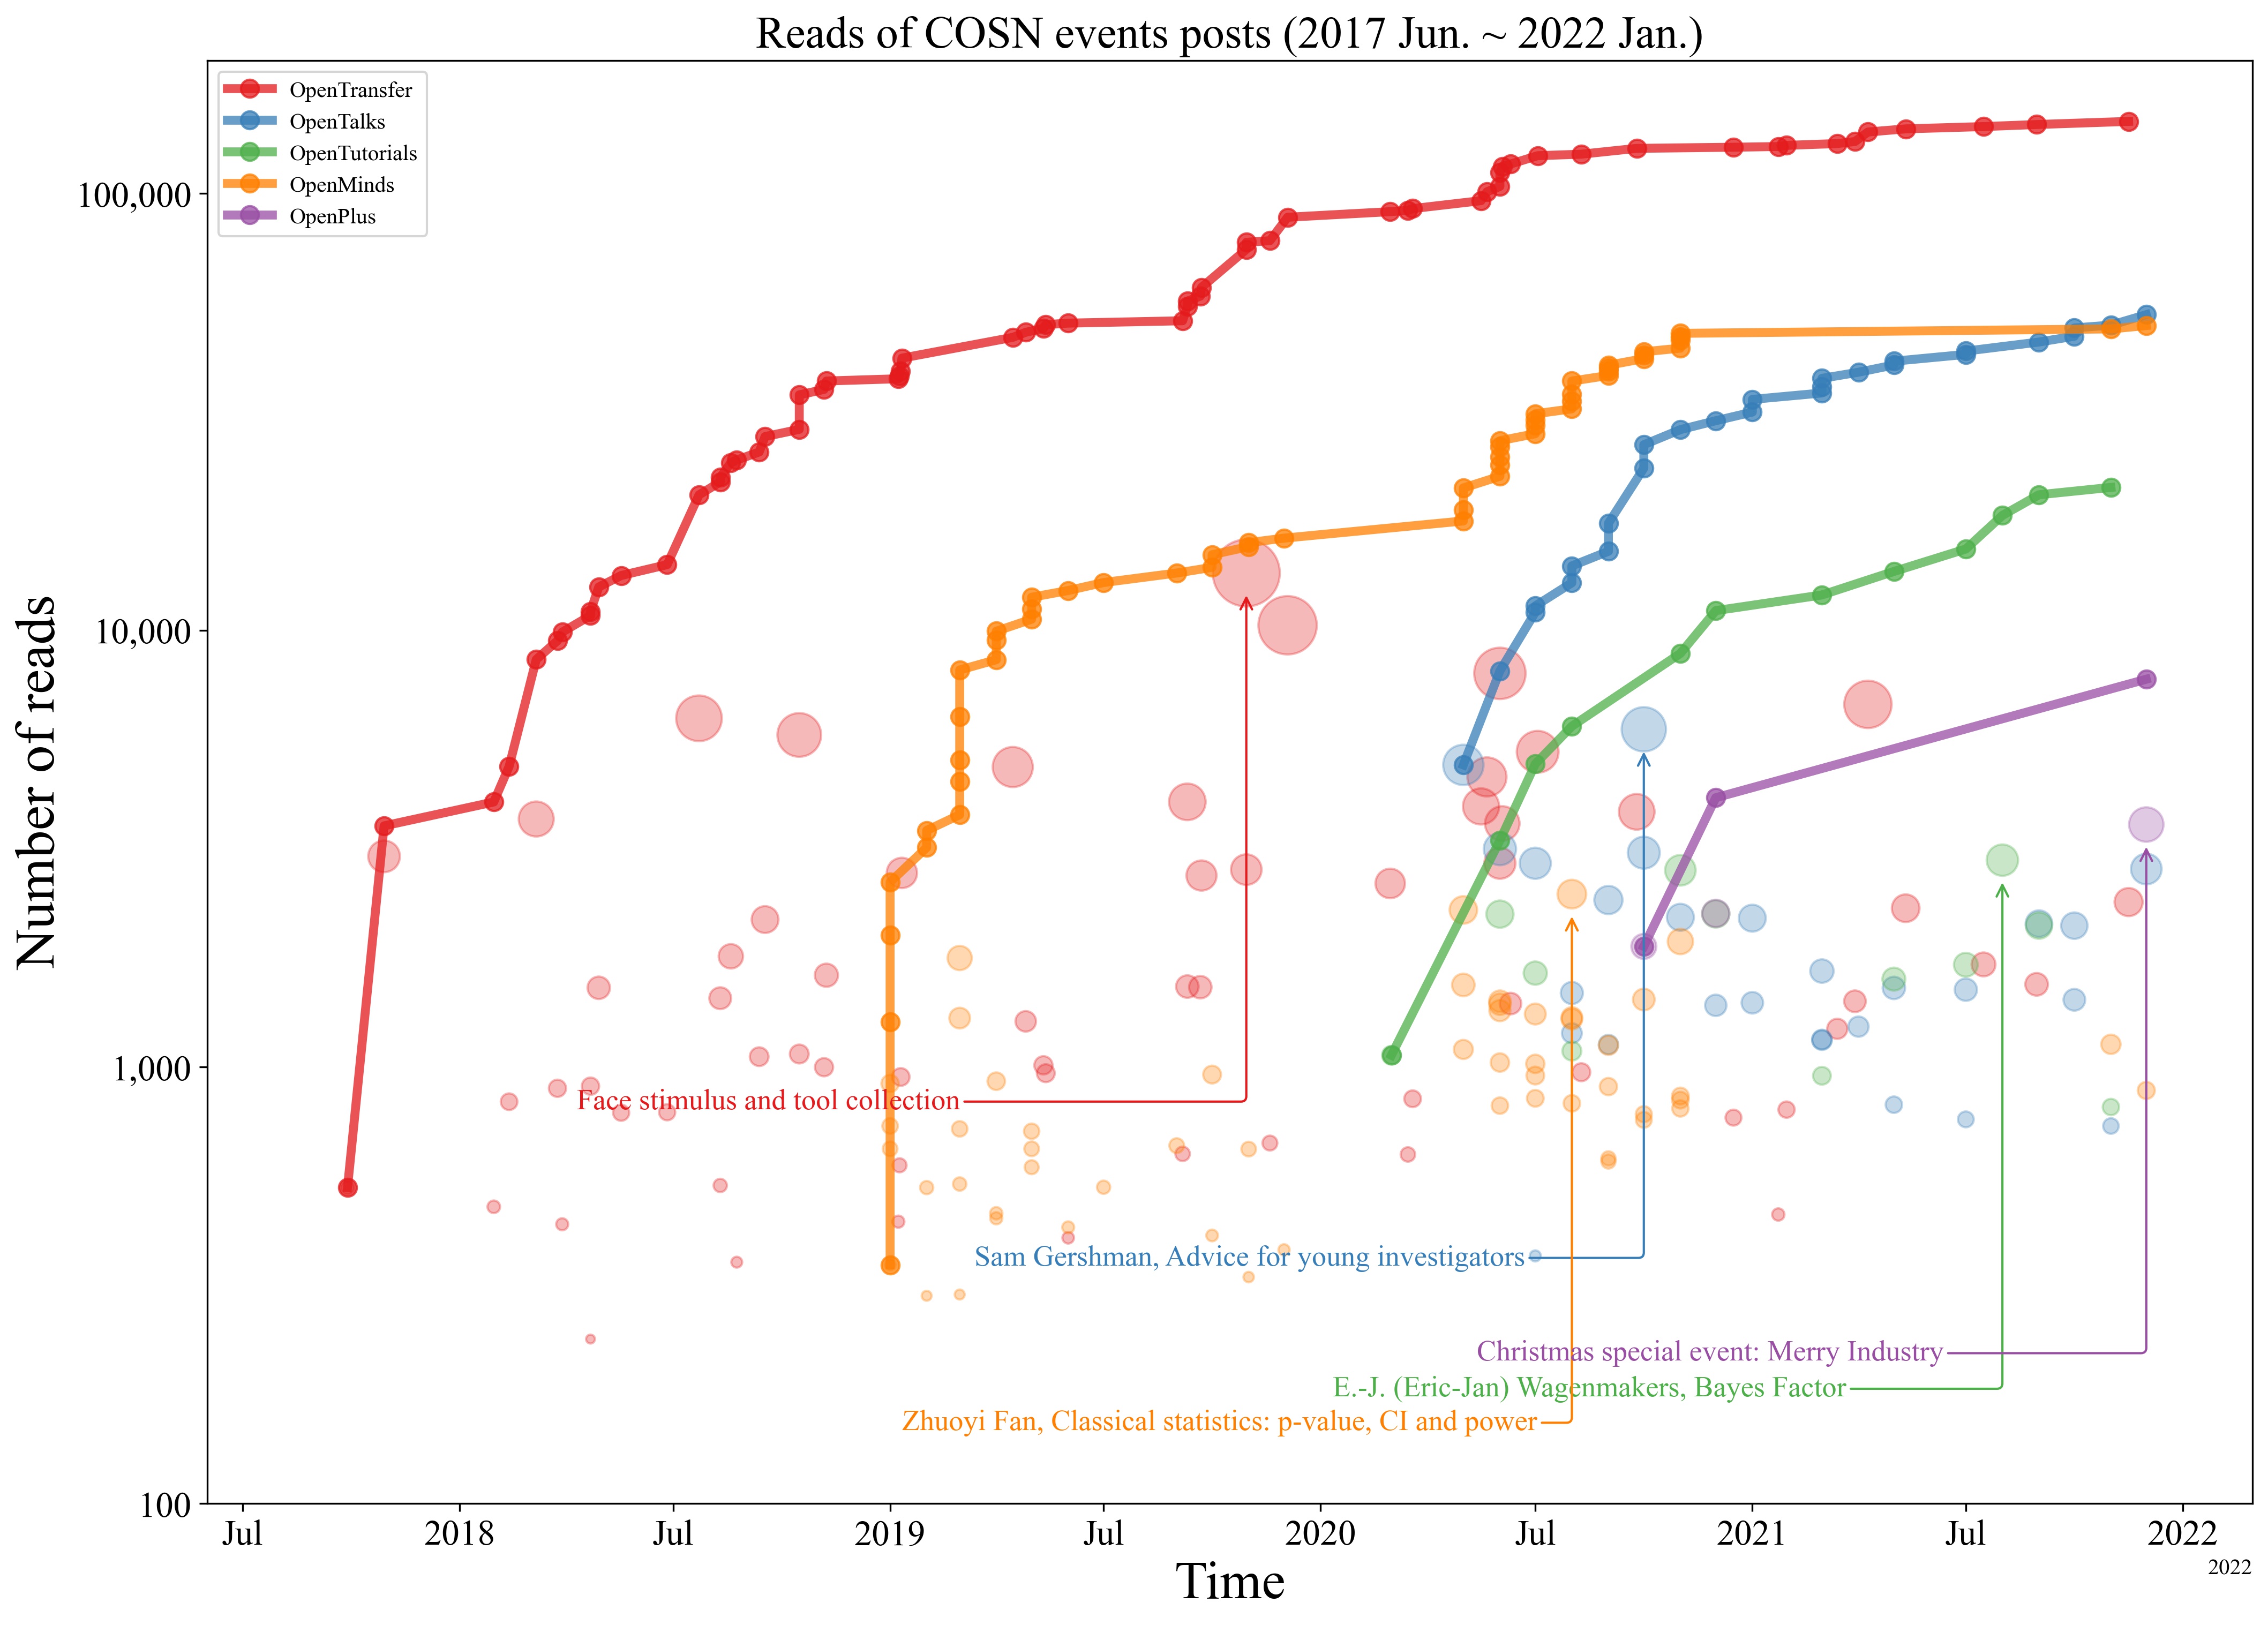 Reads of COSN events posts (2017 Jun. ~ 2022 Jan.)
OpenTransfer
OpenTalks
OpenTutorials
OpenMinds
OpenPlus
Number of reads
100,000
10,000
1,000
100
Face stimulus and tool collection
Sam Gershman, Advice for young investigators
Christmas special event: Merry Industry
E.-J. (Eric-Jan) Wagenmakers, Bayes Factor
Zhuoyi Fan, Classical statistics: p-value, CI and power
Jul 2018 Jul 2019 Jul 2020 Jul 2021 Jul 2022
2022
Time